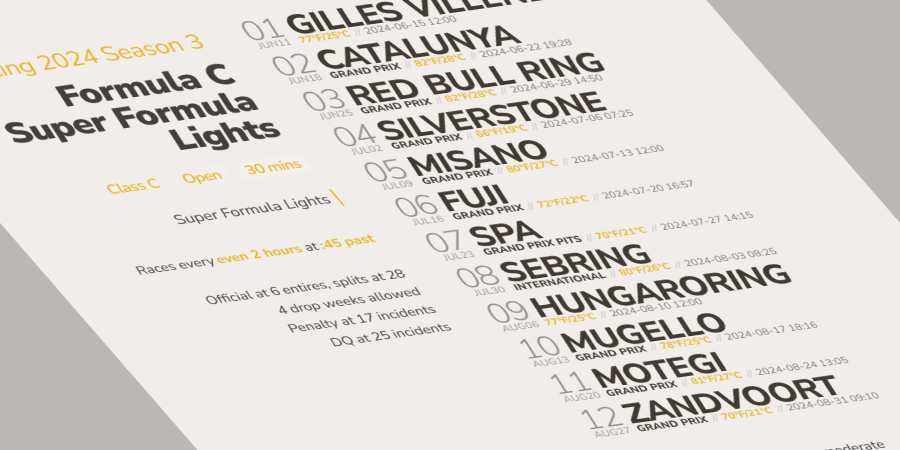 ing 2024 Season 3
Formula C
Super Formula
Lights
Class C Open 30 mins
Super Formula Lights
Races every even 2 hours at :45 past
Official at 6 entires, splits at 28
4 drop weeks allowed
Penalty at 17 incidents
DQ at 25 incidents
01 GILLES VILLEN
JUN11 77°F/25°C // 2024-06-15 12:00
02 CATALUNYA
JUN18 GRAND PRIX // 82°F/28°C // 2024-06-22 19:28
03 RED BULL RING
JUN25 GRAND PRIX // 82°F/28°C // 2024-06-29 14:50
04 SILVERSTONE
JUL02 GRAND PRIX // 66°F/19°C // 2024-07-06 07:25
05 MISANO
JUL09 GRAND PRIX // 80°F/27°C // 2024-07-13 12:00
06 FUJI
JUL16 GRAND PRIX // 72°F/22°C // 2024-07-20 16:57
07 SPA
JUL23 GRAND PRIX PITS // 70°F/21°C // 2024-07-27 14:15
08 SEBRING
JUL30 INTERNATIONAL // 80°F/26°C // 2024-08-03 08:25
09 HUNGARORING
AUG06 77°F/25°C // 2024-08-10 12:00
10 MUGELLO
AUG13 GRAND PRIX // 78°F/25°C // 2024-08-17 18:16
11 MOTEGI
AUG20 GRAND PRIX // 81°F/27°C // 2024-08-24 13:05
12 ZANDVOORT
AUG27 GRAND PRIX // 70°F/21°C // 2024-08-31 09:10
moderate